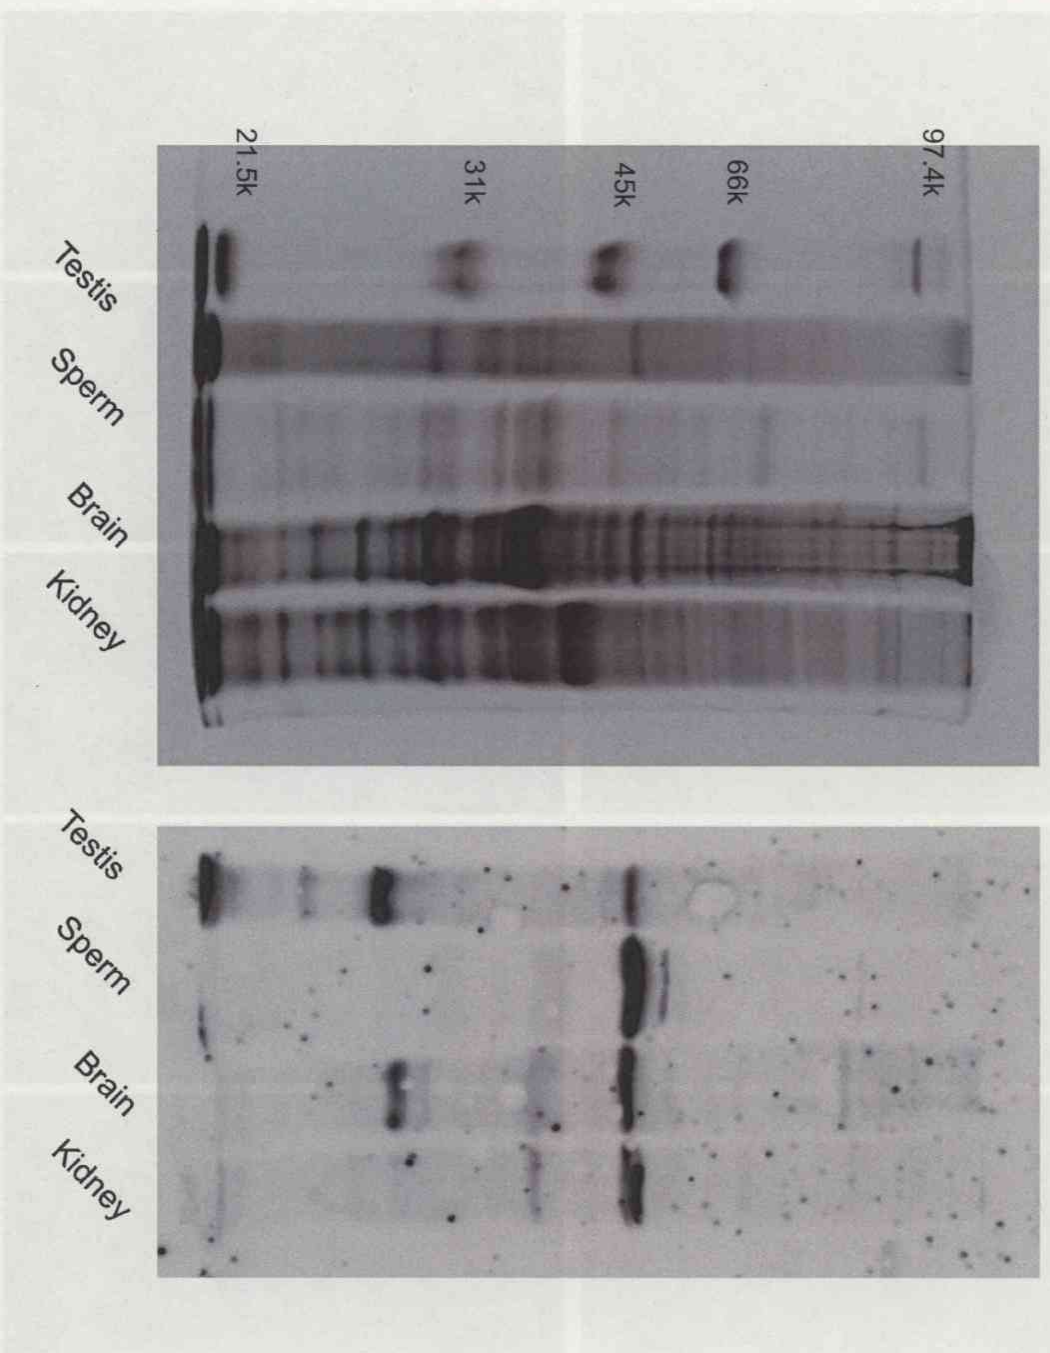 21.5k
31k
45k
66k
97.4k
Testis
Sperm
Brain
Kidney
Testis
Sperm
Brain
Kidney